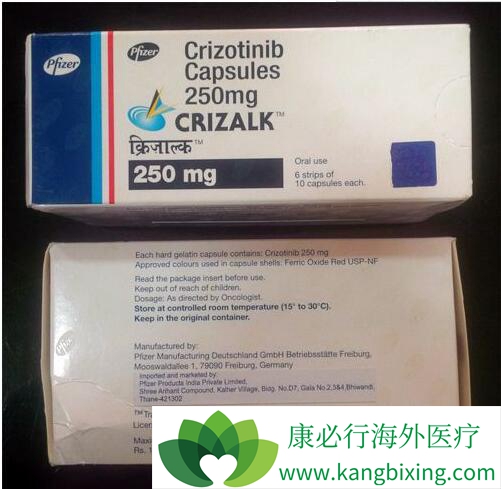 Pfizer
Pfizer
Crizotinib
Capsules
250mg
CRIZALK™
क्रिज़ाल्क™
250 mg
Oral use
6 strips of
10 capsules each.
Each hard gelatin capsule contains: Crizotinib 250 mg
Approved colours used in capsule shells: Ferric Oxide Red USP-NF
Read the package insert before use.
Keep out of reach of children.
Dosage: As directed by Oncologist.
Store at controlled room temperature (15° to 30°C).
Keep in the original container.
Pfizer
Manufactured by:
Pfizer Manufacturing Deutschland GmbH Betriebsstätte Freiburg,
Mooswaldallee 1, 79090 Freiburg, Germany
Imported and marketed by:
Pfizer Products India Private Limited,
Shree Arihant Compound, Kalher Village, Bldg. No.D7, Gala No.2,3&4,Bhiwandi,
Thane-421302
Rs.
康必行海外医疗
www.kangbixing.com